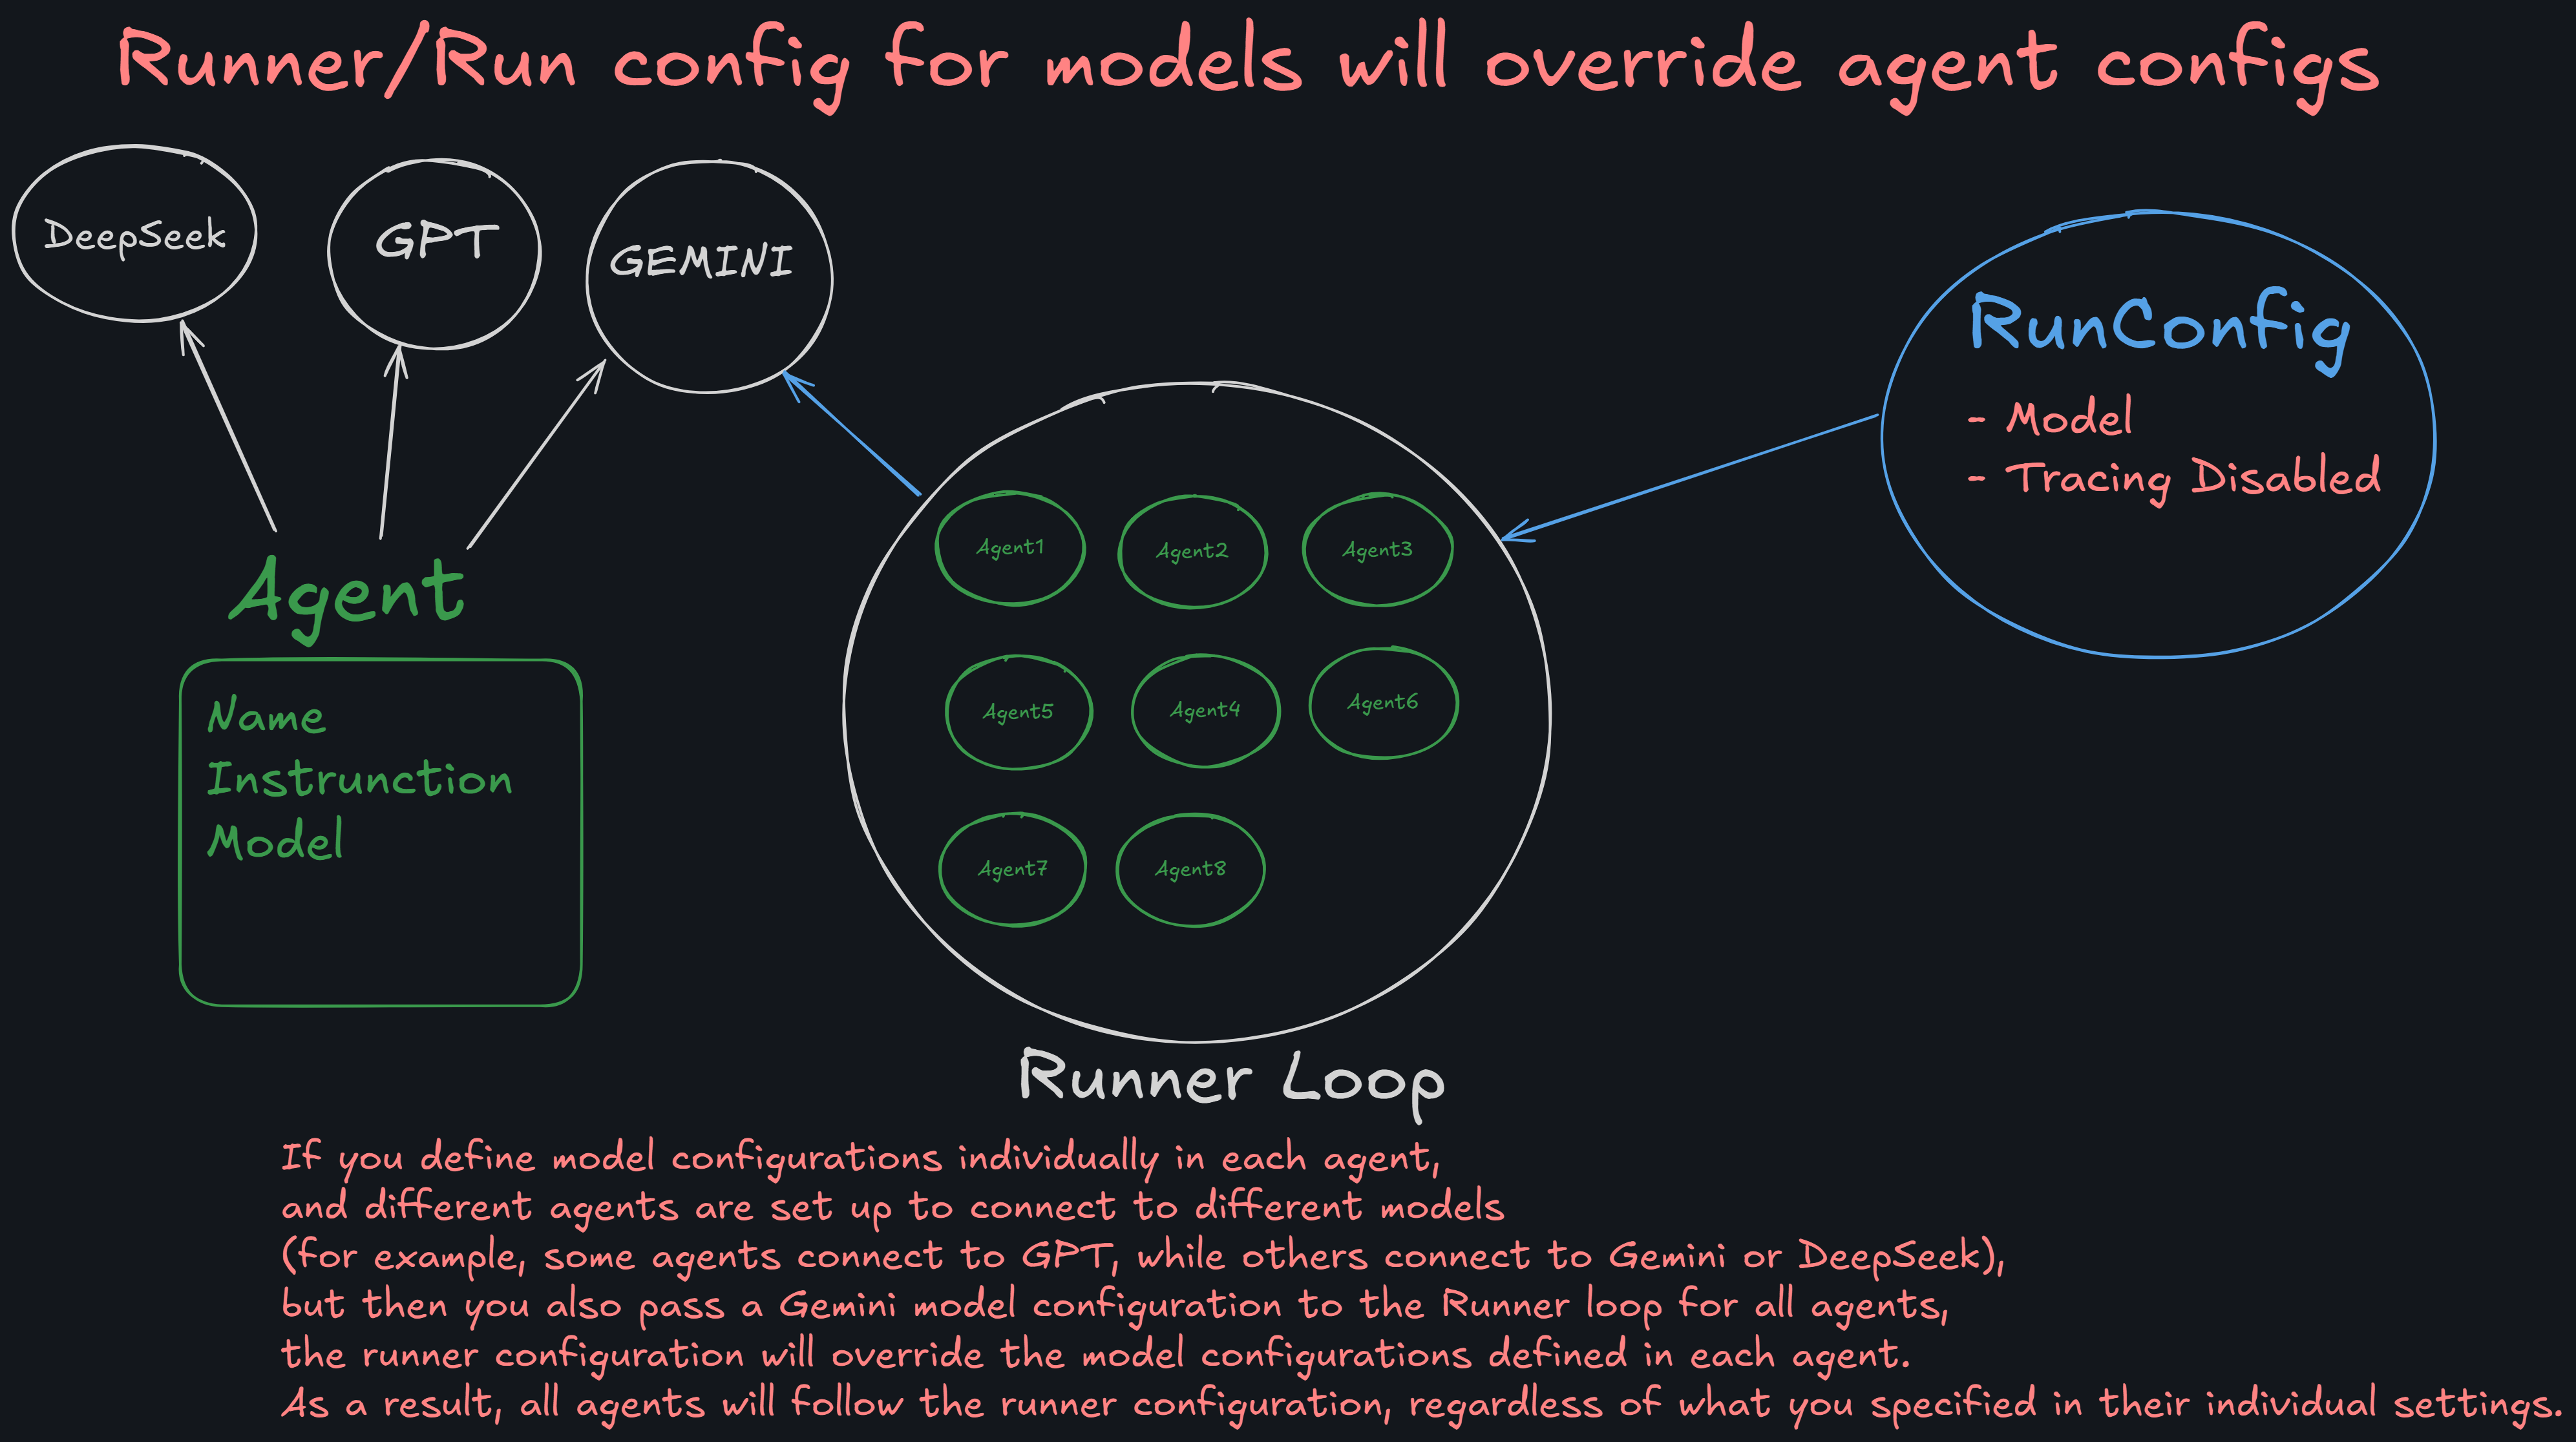 Runner/Run config for models will override agent configs
DeepSeek
GPT
GEMINI
RunConfig
- Model
- Tracing Disabled
Agent
Name
Instrunction
Model
Agent1
Agent2
Agent3
Agent5
Agent4
Agent6
Agent7
Agent8
Runner Loop
If you define model configurations individually in each agent,
and different agents are set up to connect to different models
(for example, some agents connect to GPT, while others connect to Gemini or DeepSeek),
but then you also pass a Gemini model configuration to the Runner loop for all agents,
the runner configuration will override the model configurations defined in each agent.
As a result, all agents will follow the runner configuration, regardless of what you specified in their individual settings.